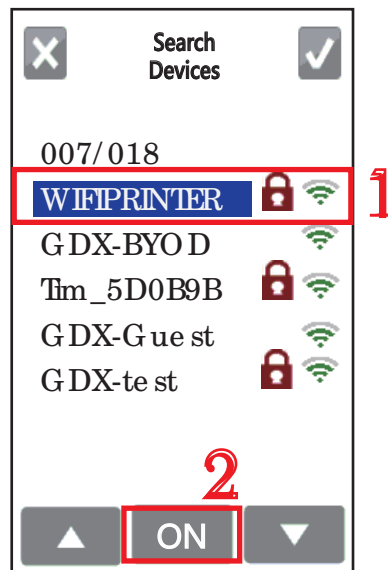 Search
Devices
007/018
WIFIPRINTER
1
GDX-BYOD
Tim_5D0B9B
GDX-Guest
GDX-test
2
ON